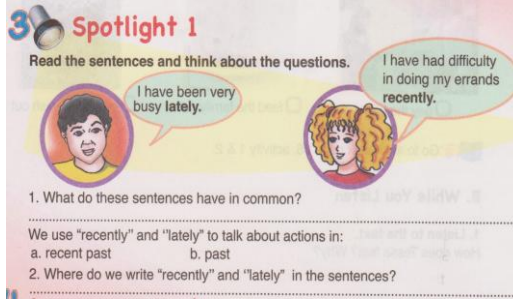 3 Spotlight 1
Read the sentences and think about the questions.
I have been very
busy lately.
I have had difficulty
in doing my errands
recently.
1. What do these sentences have in common?
We use “recently” and “lately” to talk about actions in:
a. recent past b. past
2. Where do we write “recently” and “lately” in the sentences?